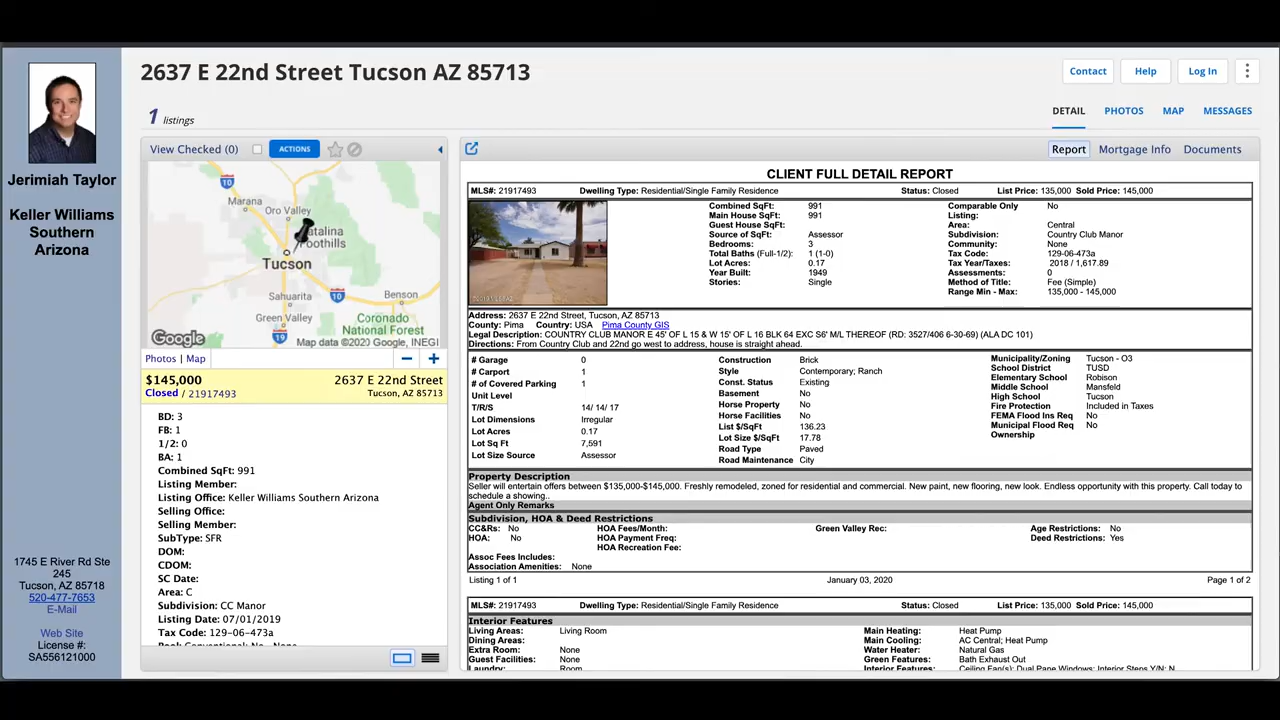 2637 E 22nd Street Tucson AZ 85713
Contact
Help
Log In
1 listings
DETAIL
PHOTOS
MAP
MESSAGES
Jerimiah Taylor
Keller Williams
Southern
Arizona
1745 E River Rd Ste
245
Tucson, AZ 85718
520-477-7653
E-Mail
Web Site
License #:
SA556121000
View Checked (0)
ACTIONS
Marana
Oro Valley
Catalina
Foothills
Tucson
Sahuarita
Green Valley
Benson
Coronado
National Forest
10
10
19
Google
Map data ©2020 Google, INEGI
Photos | Map
$145,000 2637 E 22nd Street
Closed / 21917493 Tucson, AZ 85713
BD: 3
FB: 1
1/2: 0
BA: 1
Combined SqFt: 991
Listing Member:
Listing Office: Keller Williams Southern Arizona
Selling Office:
Selling Member:
SubType: SFR
DOM:
CDOM:
SC Date:
Area: C
Subdivision: CC Manor
Listing Date: 07/01/2019
Tax Code: 129-06-473a
Report
Mortgage Info
Documents
CLIENT FULL DETAIL REPORT
MLS#: 21917493 Dwelling Type: Residential/Single Family Residence Status: Closed List Price: 135,000 Sold Price: 145,000
Combined SqFt: 991
Main House SqFt: 991
Guest House SqFt:
Source of SqFt: Assessor
Bedrooms: 3
Total Baths (Full-1/2): 1 (1-0)
Lot Acres: 0.17
Year Built: 1949
Stories: Single
Comparable Only No
Listing:
Area: Central
Subdivision: Country Club Manor
Community: None
Tax Code: 129-06-473a
Tax Year/Taxes: 2018 / 1,617.89
Assessments: 0
Method of Title: Fee (Simple)
Range Min - Max: 135,000 - 145,000
Address: 2637 E 22nd Street, Tucson, AZ 85713
County: Pima Country: USA Pima County GIS
Legal Description: COUNTRY CLUB MANOR E 45' OF L 15 & W 15' OF L 16 BLK 64 EXC S6' M/L THEREOF (RD: 3527/406 6-30-69) (ALA DC 101)
Directions: From Country Club and 22nd go west to address, house is straight ahead.
# Garage 0
# Carport 1
# of Covered Parking 1
Unit Level
T/R/S 14/ 14/ 17
Lot Dimensions Irregular
Lot Acres 0.17
Lot Sq Ft 7,591
Lot Size Source Assessor
Construction Brick
Style Contemporary; Ranch
Const. Status Existing
Basement No
Horse Property No
Horse Facilities No
List $/SqFt 136.23
Lot Size $/SqFt 17.78
Road Type Paved
Road Maintenance City
Municipality/Zoning Tucson - O3
School District TUSD
Elementary School Robison
Middle School Mansfeld
High School Tucson
Fire Protection Included in Taxes
FEMA Flood Ins Req No
Municipal Flood Req No
Ownership
Property Description
Seller will entertain offers between $135,000-$145,000. Freshly remodeled, zoned for residential and commercial. New paint, new flooring, new look. Endless opportunity with this property. Call today to
schedule a showing..
Agent Only Remarks
Subdivision, HOA & Deed Restrictions
CC&Rs: No HOA Fees/Month: Green Valley Rec: Age Restrictions: No
HOA: No HOA Payment Freq: Deed Restrictions: Yes
HOA Recreation Fee:
Assoc Fees Includes:
Association Amenities: None
Listing 1 of 1 January 03, 2020 Page 1 of 2
MLS#: 21917493 Dwelling Type: Residential/Single Family Residence Status: Closed List Price: 135,000 Sold Price: 145,000
Interior Features
Living Areas: Living Room
Dining Areas:
Extra Room: None
Guest Facilities: None
Laundry: Room
Main Heating: Heat Pump
Main Cooling: AC Central; Heat Pump
Water Heater: Natural Gas
Green Features: Bath Exhaust Out
Interior Features: Ceiling Fan(s); Dual Pane Windows; Interior Steps Y/N: N